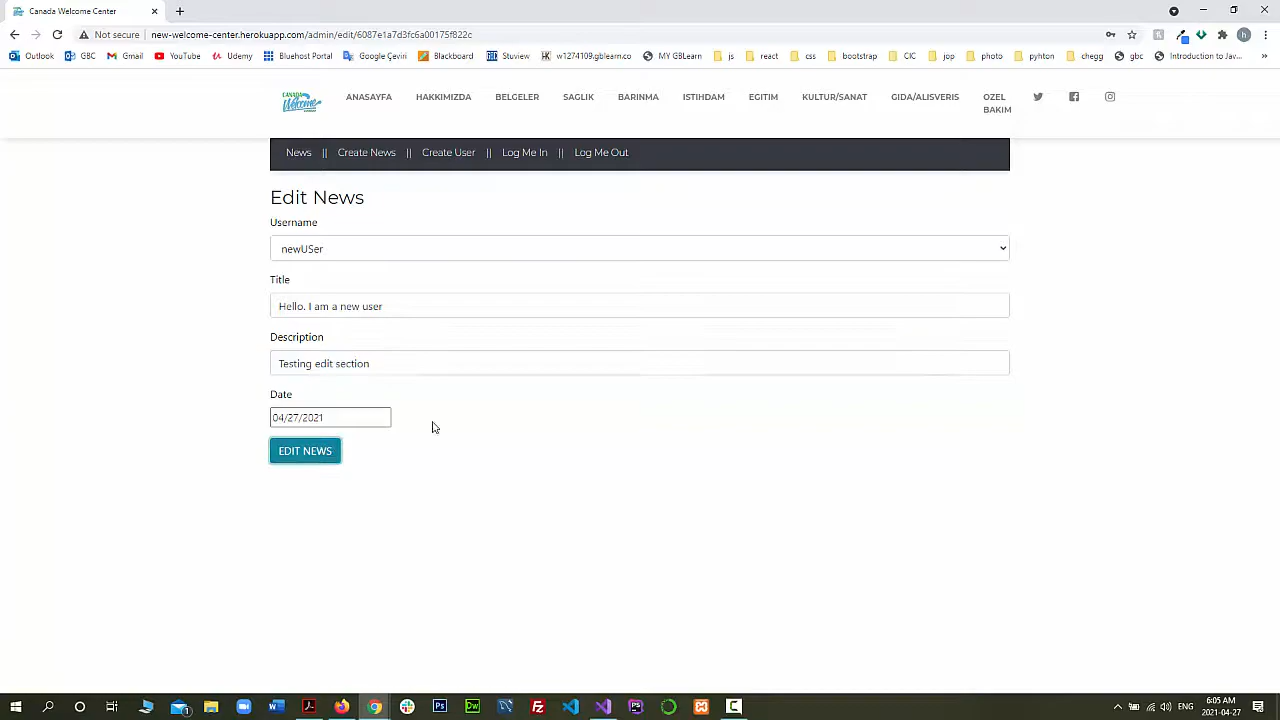 Canada Welcome Center
Not secure | new-welcome-center.herokuapp.com/admin/edit/6087e1a7d3fc6a00175f822c
Outlook GBC Gmail YouTube Udemy Bluehost Portal Google Çeviri Blackboard Stuview w1274109.gblearn.co MY GBLearn js react css bootstrap CIC jop photo pyhton chegg gbc Introduction to Jav... »
CANADA Welcome
ANASAYFA HAKKIMIZDA BELGELER SAGLIK BARINMA ISTIHDAM EGITIM KULTUR/SANAT GIDA/ALISVERIS OZEL
BAKIM
News || Create News || Create User || Log Me In || Log Me Out
Edit News
Username
newUSer
Title
Hello. I am a new user
Description
Testing edit section
Date
04/27/2021
EDIT NEWS
ENG 6:05 AM
2021-04-27